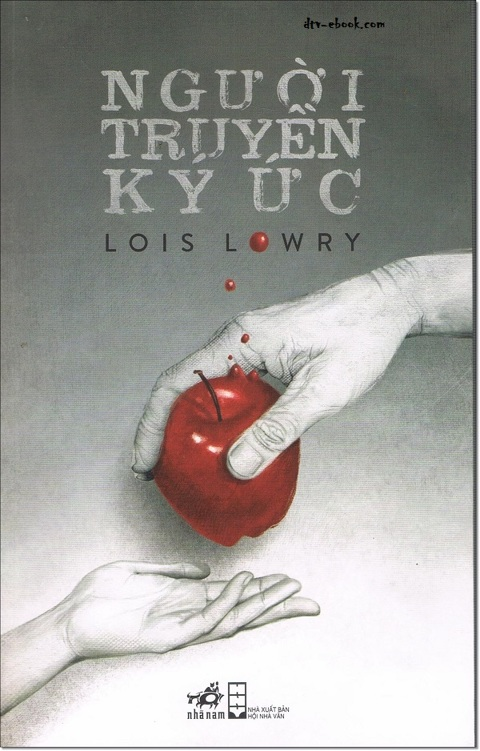 dtv-ebook.com
NGƯỜI
TRUYỀN
KÝ ỨC
LOIS LOWRY
nhã nam
NHÀ XUẤT BẢN
HỘI NHÀ VĂN